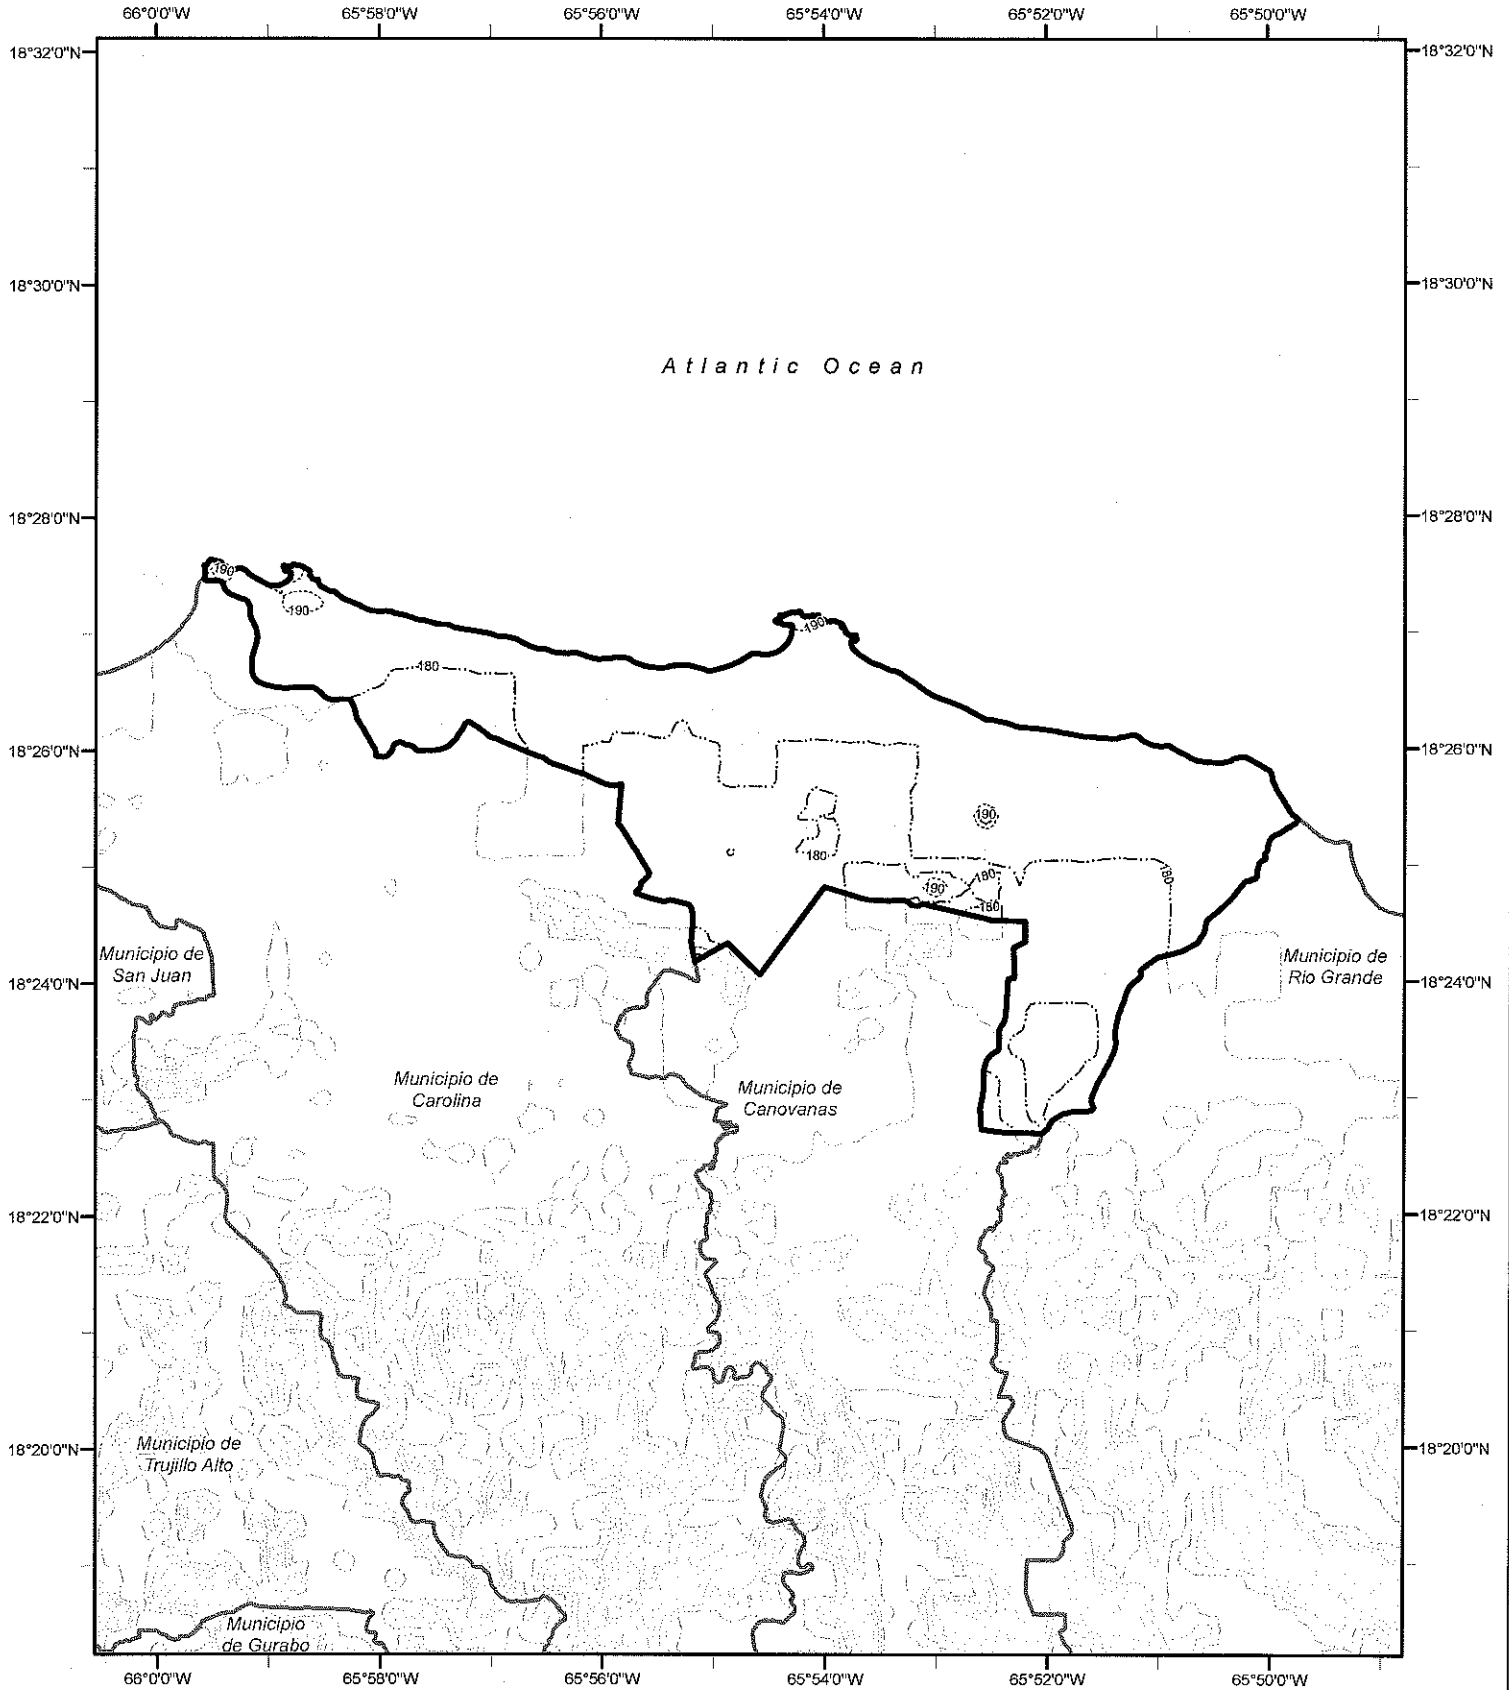 66°0'0"W
65°58'0"W
65°56'0"W
65°54'0"W
65°52'0"W
65°50'0"W
18°32'0"N
18°32'0"N
18°30'0"N
18°30'0"N
Atlantic Ocean
18°28'0"N
18°28'0"N
190
190
190
180
18°26'0"N
18°26'0"N
190
180
180
180
190
180
Municipio de
San Juan
Municipio de
Rio Grande
18°24'0"N
18°24'0"N
Municipio de
Carolina
Municipio de
Canovanas
18°22'0"N
18°22'0"N
Municipio de
Trujillo Alto
18°20'0"N
18°20'0"N
Municipio
de Gurabo
66°0'0"W
65°58'0"W
65°56'0"W
65°54'0"W
65°52'0"W
65°50'0"W